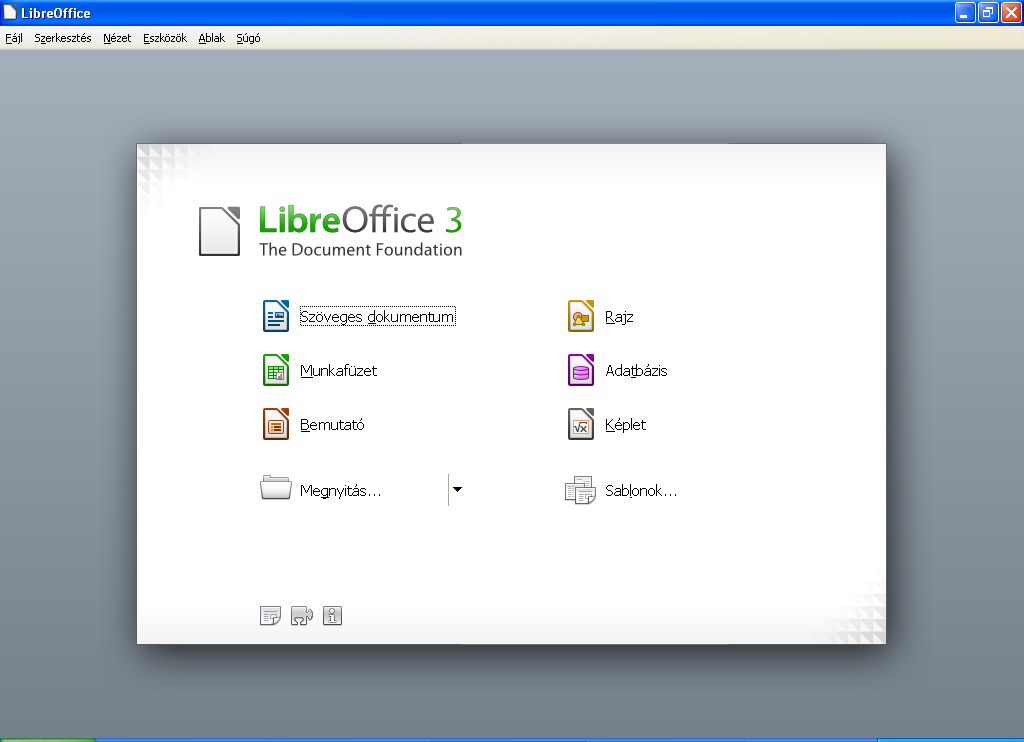 LibreOffice
Fájl Szerkesztés Nézet Eszközök Ablak Súgó
LibreOffice 3
The Document Foundation
Szöveges dokumentum
Rajz
Munkafüzet
Adatbázis
Bemutató
Képlet
Megnyitás...
Sablonok...